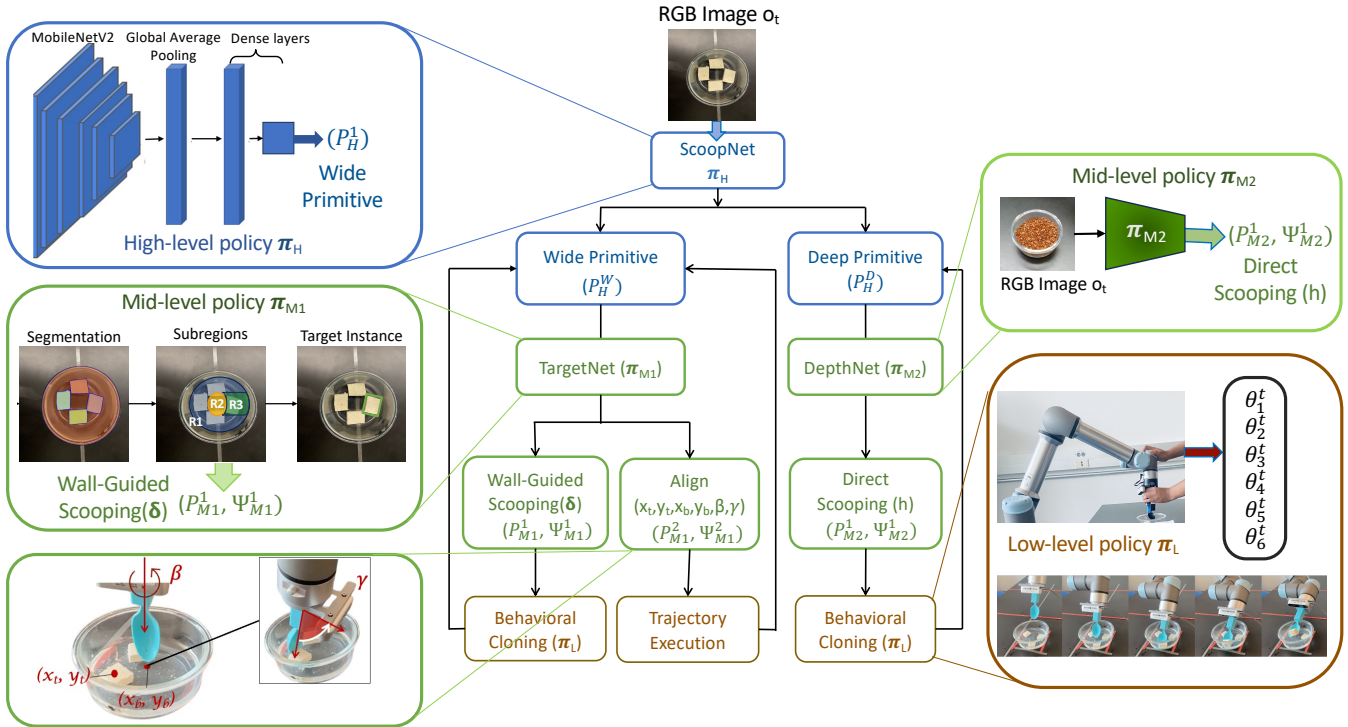 RGB Image o_t
MobileNetV2
Global Average
Pooling
Dense layers
(P_H^1)
Wide
Primitive
High-level policy π_H
ScoopNet
π_H
Wide Primitive
(P_H^W)
Deep Primitive
(P_H^D)
Mid-level policy π_M2
π_M2
(P_M2^1, Ψ_M2^1)
RGB Image o_t
Direct
Scooping (h)
Mid-level policy π_M1
Segmentation
Subregions
Target Instance
R1
R2
R3
Wall-Guided
Scooping(δ)
(P_M1^1, Ψ_M1^1)
TargetNet (π_M1)
DepthNet (π_M2)
Wall-Guided
Scooping(δ)
(P_M1^1, Ψ_M1^1)
Align
(x_t,y_t,x_b,y_b,β,γ)
(P_M1^2, Ψ_M1^2)
Direct
Scooping (h)
(P_M2^1, Ψ_M2^1)
Behavioral
Cloning (π_L)
Trajectory
Execution
Behavioral
Cloning (π_L)
θ_1^t
θ_2^t
θ_3^t
θ_4^t
θ_5^t
θ_6^t
Low-level policy π_L
β
γ
(x_t, y_t)
(x_b, y_b)